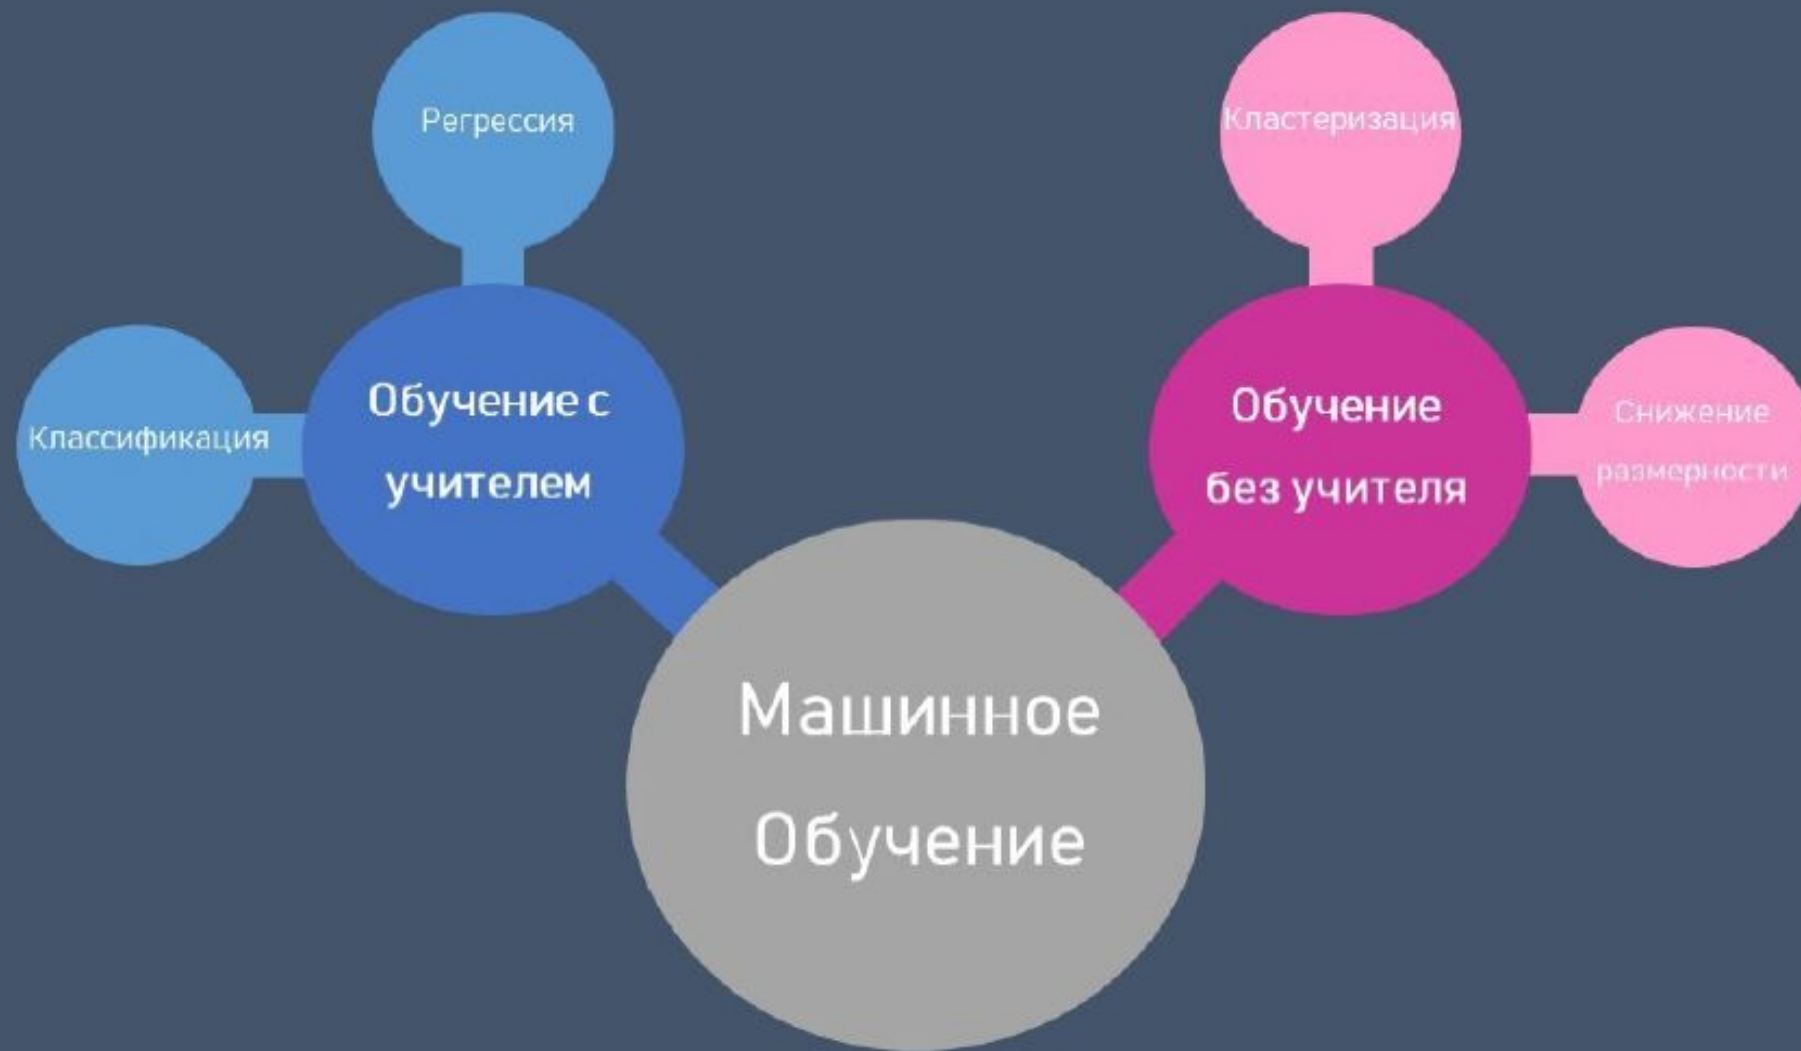 Регрессия
Кластеризация
Классификация
Обучение с
учителем
Обучение
без учителя
Снижение
размерности
Машинное
Обучение